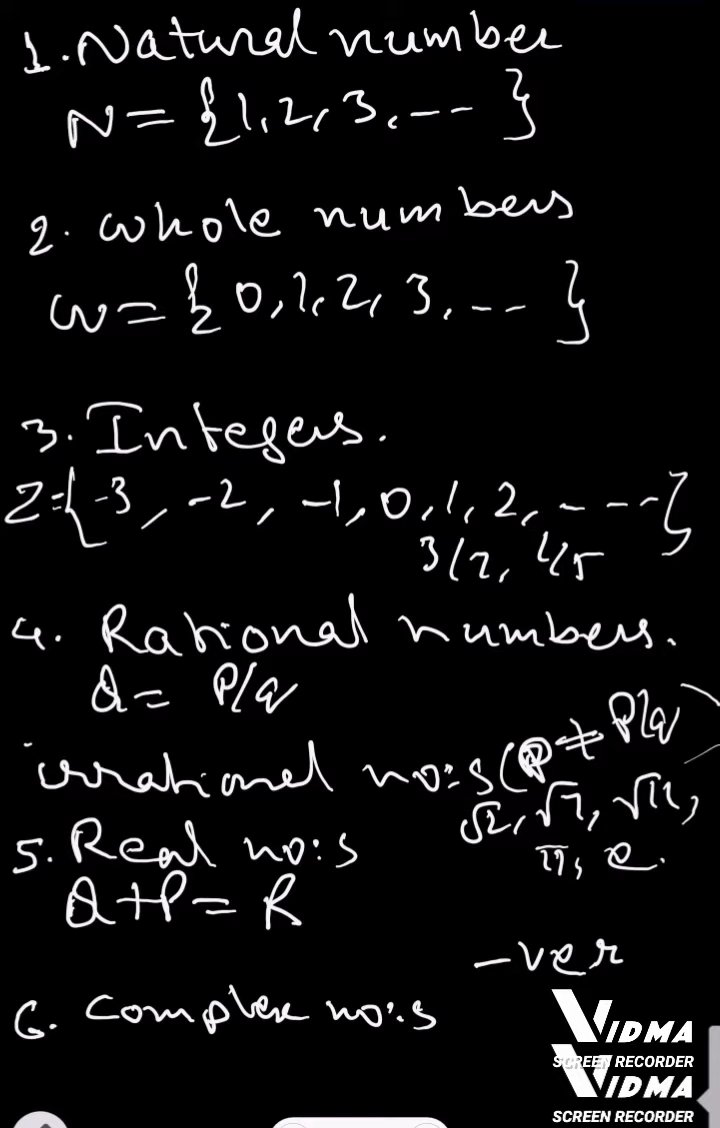 1. Natural number
N = {1, 2, 3, --- }
2. Whole numbers
W = {0, 1, 2, 3, --- }
3. Integers.
Z = {-3, -2, -1, 0, 1, 2, ---- }
3/2, 4/5
4. Rational numbers.
Q = P/q
irrational no:s (P ≠ P/q)
√2, √7, √11,
π, e.
5. Real no:s
Q+P = R
-ver
6. Complex no:s
VIDMA
SCREEN RECORDER
VIDMA
SCREEN RECORDER